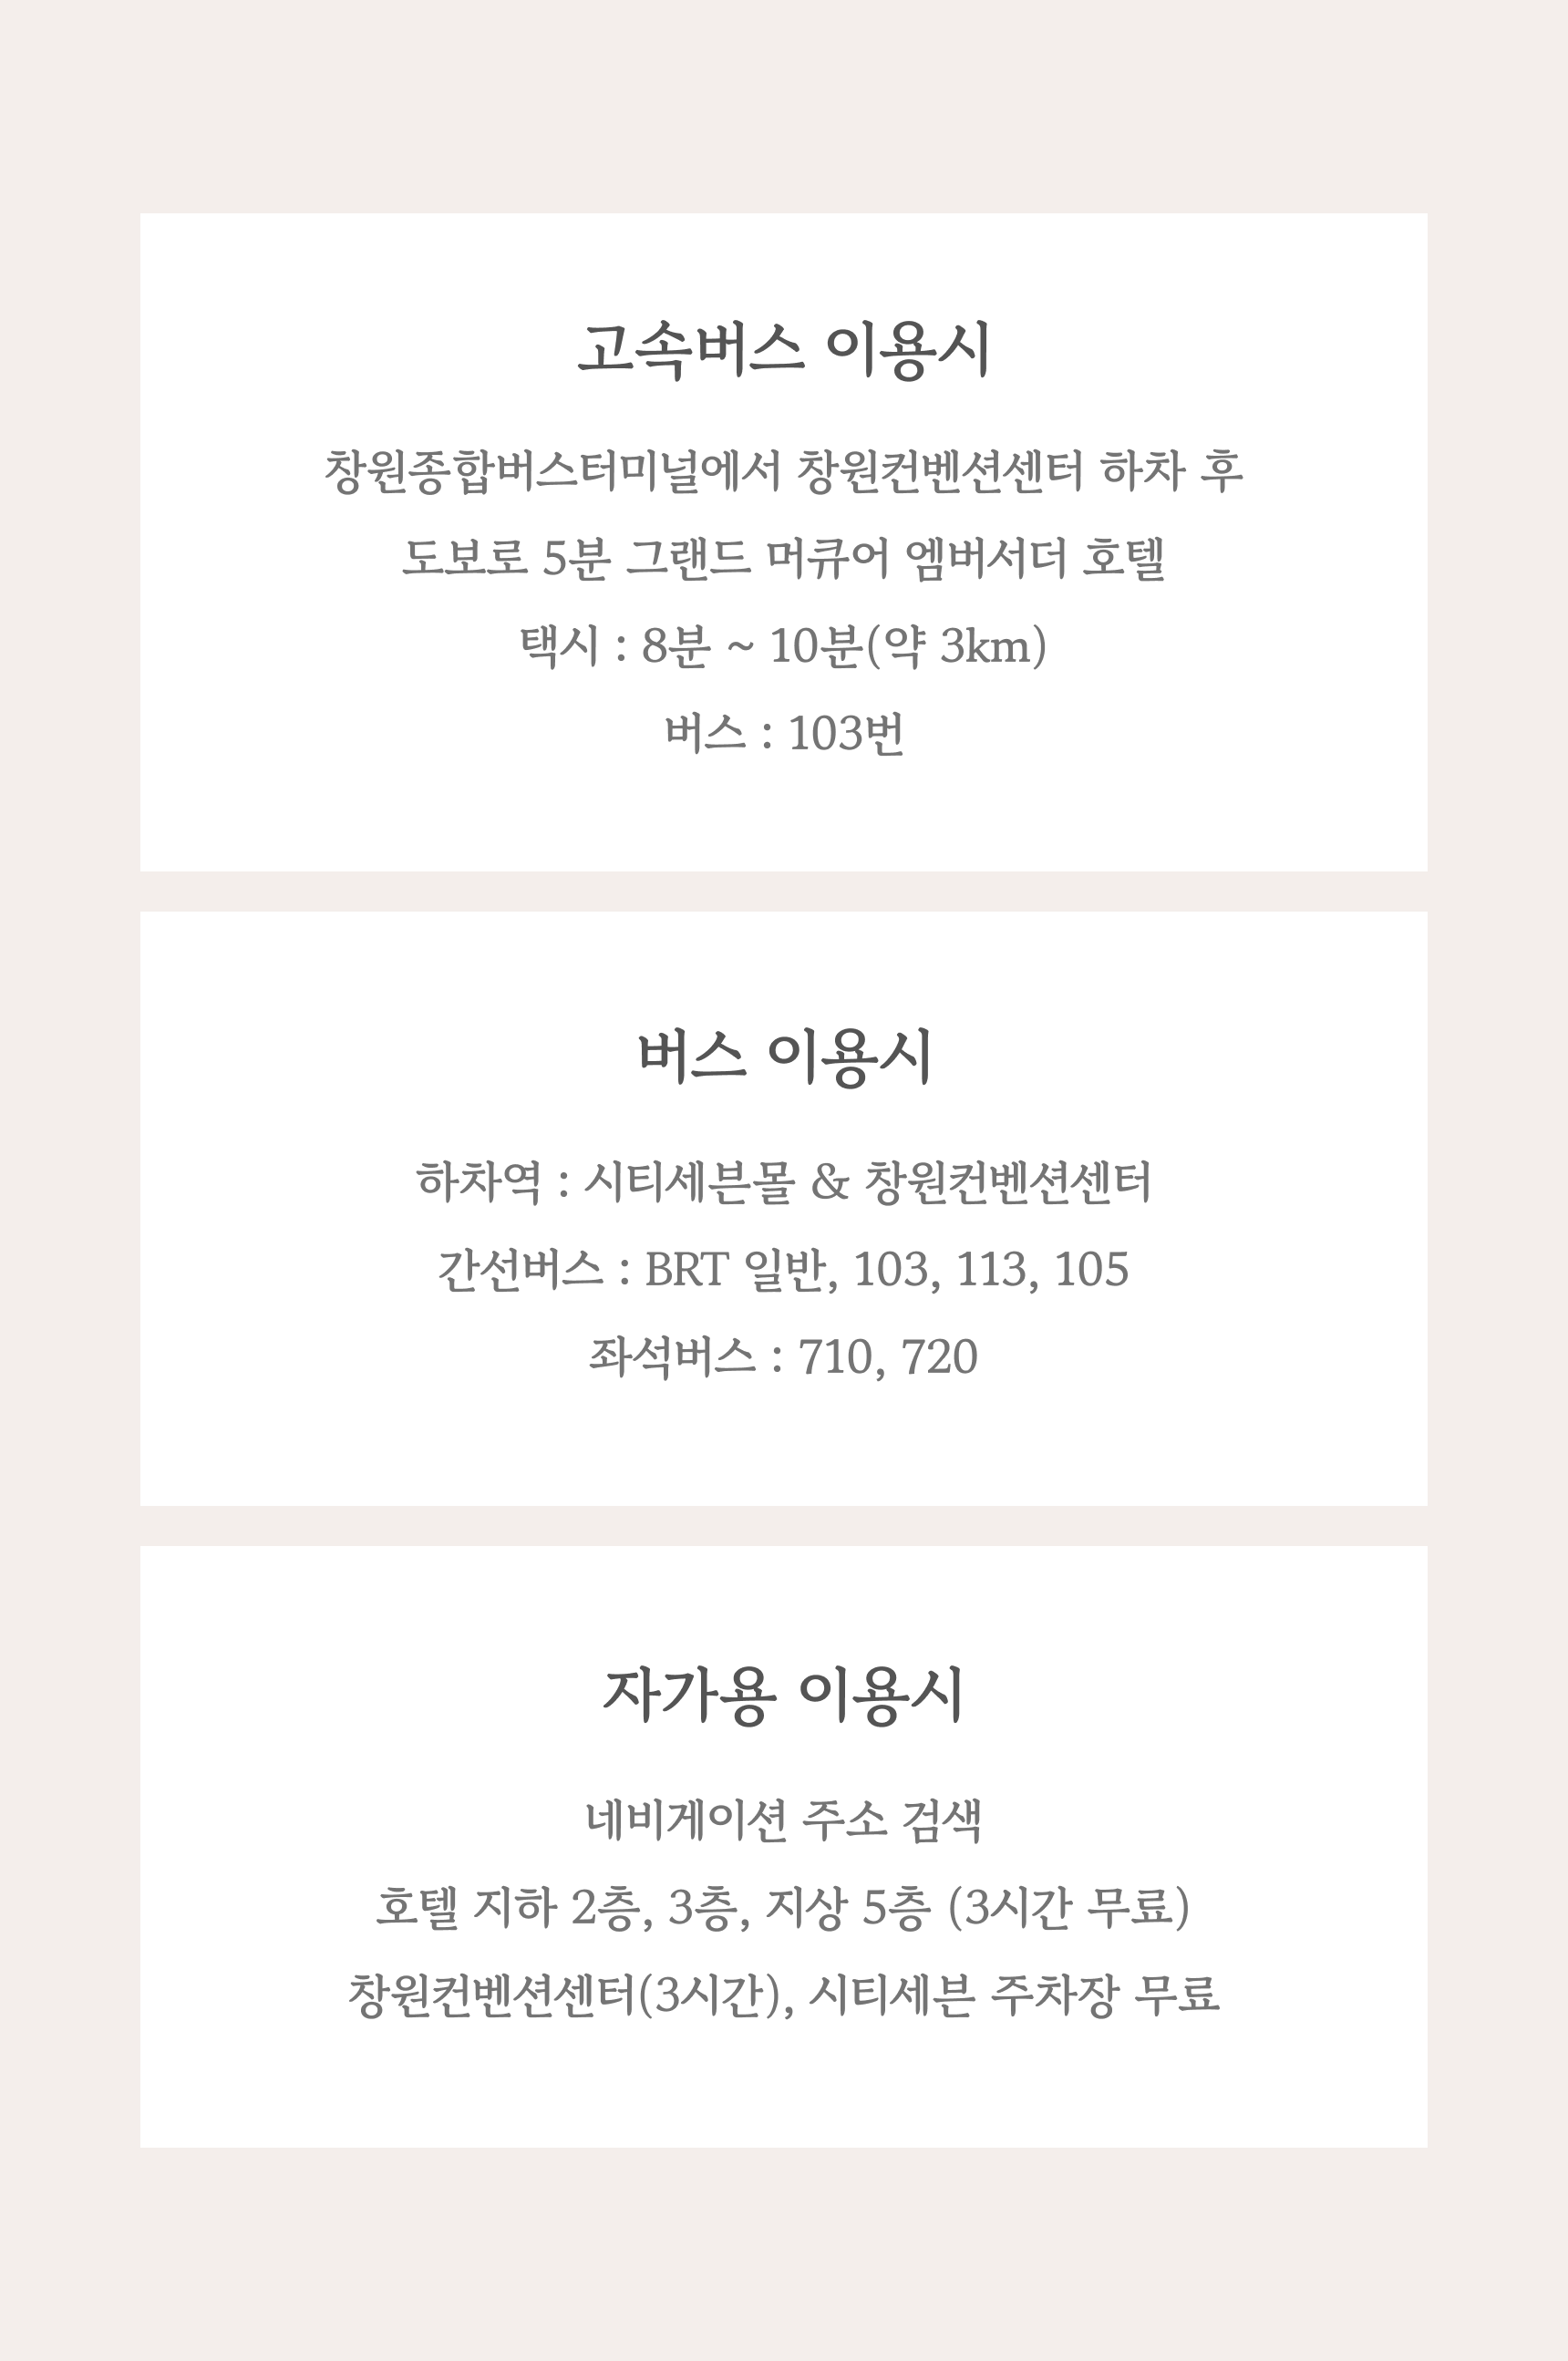 고속버스 이용시
창원종합버스터미널에서 창원컨벤션센터 하차 후
도보로 5분 그랜드 머큐어 앰버서더 호텔
택시 : 8분 ~ 10분(약 3km)
버스 : 103번
버스 이용시
하차역 : 시티세븐몰 & 창원컨벤션센터
간선버스 : BRT 일반, 103, 113, 105
좌석버스 : 710, 720
자가용 이용시
네비게이션 주소 검색
호텔 지하 2층, 3층, 지상 5층 (3시간 무료)
창원컨벤션센터(3시간), 시티세븐 주차장 무료